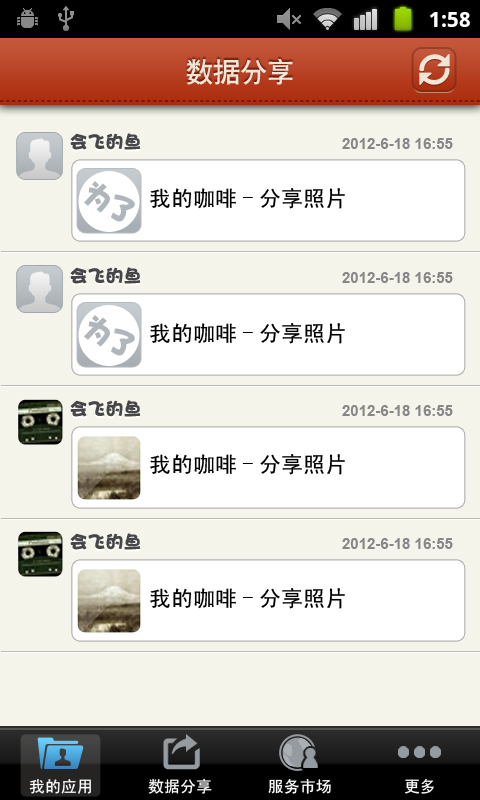 1:58
数据分享
会飞的鱼
2012-6-18 16:55
为了
我的咖啡－分享照片
会飞的鱼
2012-6-18 16:55
为了
我的咖啡－分享照片
会飞的鱼
2012-6-18 16:55
我的咖啡－分享照片
会飞的鱼
2012-6-18 16:55
我的咖啡－分享照片
我的应用
数据分享
服务市场
更多